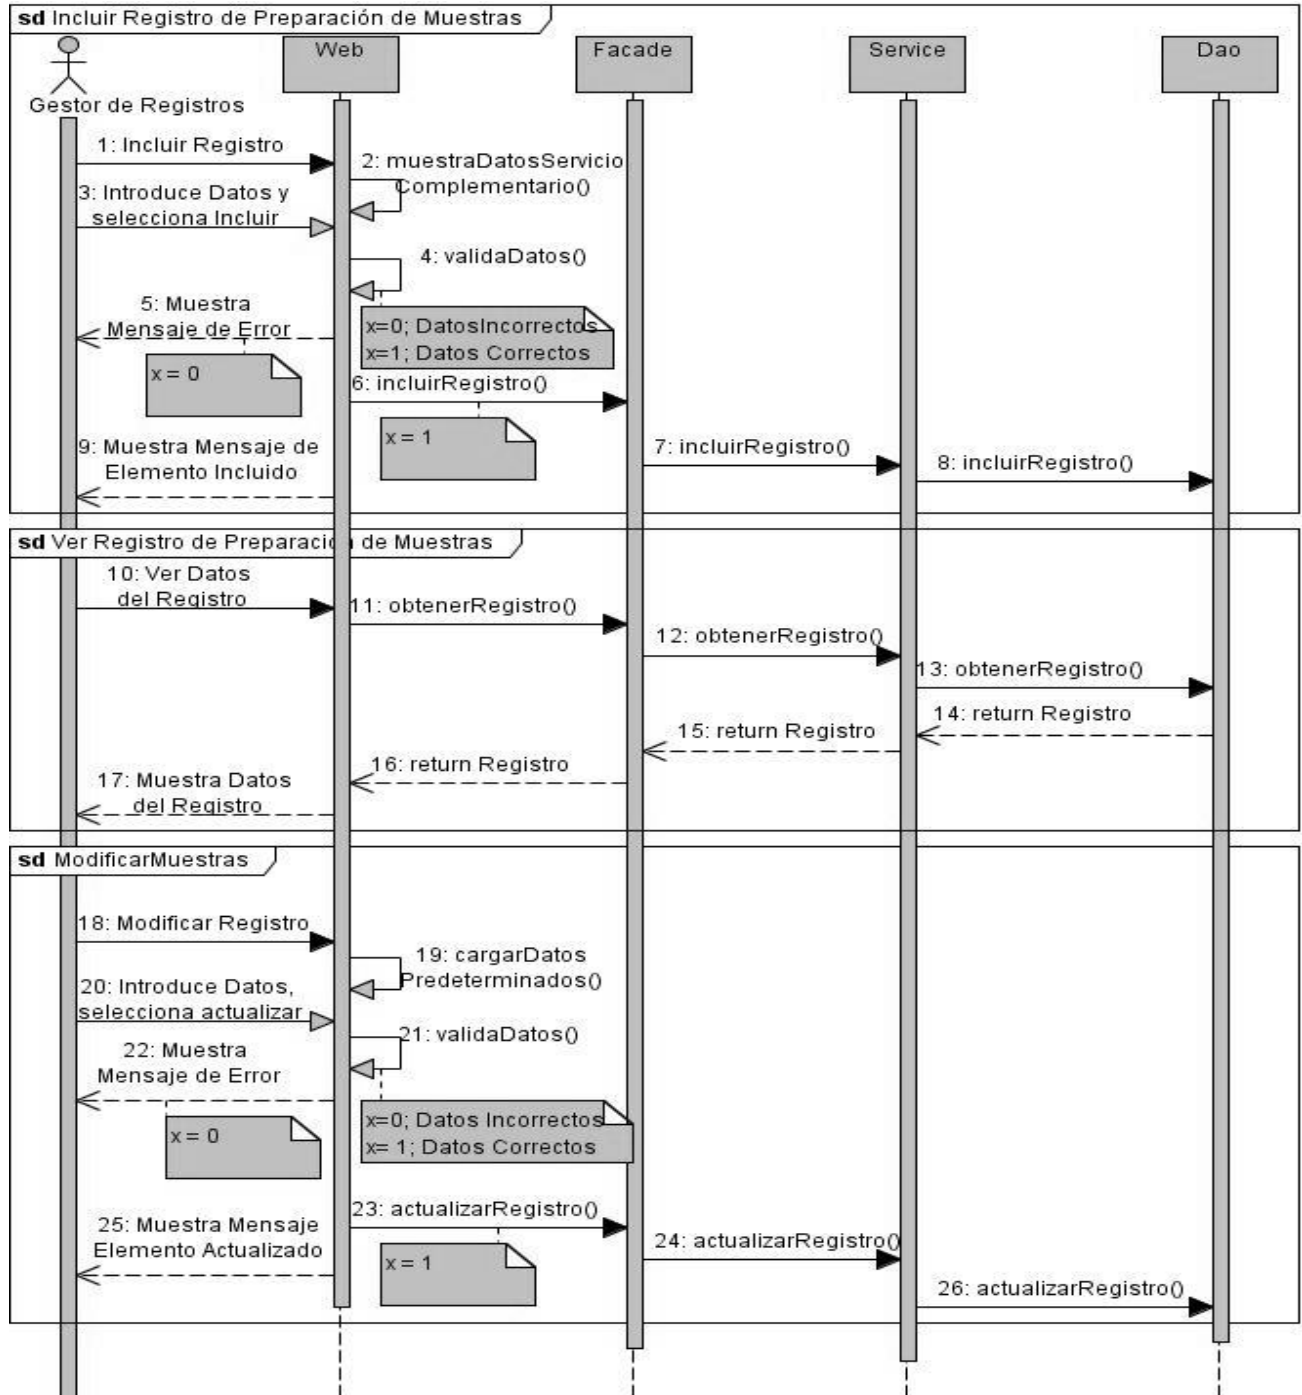 sd Incluir Registro de Preparación de Muestras
Web
Facade
Service
Dao
Gestor de Registros
1: Incluir Registro
2: muestraDatosServicio
Complementario()
3: Introduce Datos y
selecciona Incluir
4: validaDatos()
5: Muestra
Mensaje de Error
x=0; DatosIncorrectos
x=1; Datos Correctos
x = 0
6: incluirRegistro()
x = 1
7: incluirRegistro()
8: incluirRegistro()
9: Muestra Mensaje de
Elemento Incluido
sd Ver Registro de Preparación de Muestras
10: Ver Datos
del Registro
11: obtenerRegistro()
12: obtenerRegistro()
13: obtenerRegistro()
14: return Registro
15: return Registro
16: return Registro
17: Muestra Datos
del Registro
sd ModificarMuestras
18: Modificar Registro
19: cargarDatos
Predeterminados()
20: Introduce Datos,
selecciona actualizar
21: validaDatos()
22: Muestra
Mensaje de Error
x=0; Datos Incorrectos
x= 1; Datos Correctos
x = 0
23: actualizarRegistro()
x = 1
24: actualizarRegistro()
25: Muestra Mensaje
Elemento Actualizado
26: actualizarRegistro()